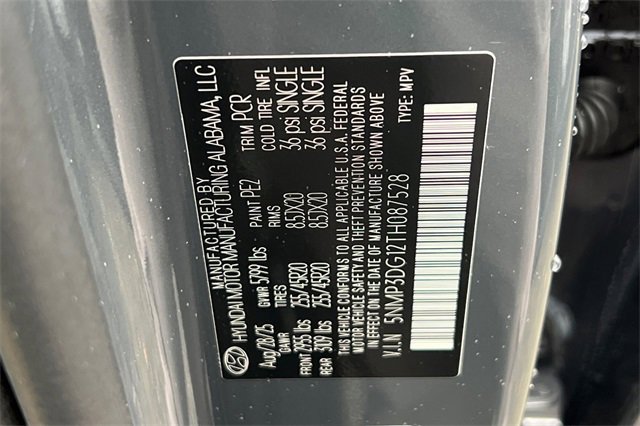 MANUFACTURED BY
HYUNDAI MOTOR MANUFACTURING ALABAMA, LLC
Aug/28/25 GVWR 5799 lbs PAINT PE2 TRIM PCR
GAWR TIRES RIMS COLD TIRE INFL
FRONT 2955 lbs 255/45R20 8.5JX20 36 psi SINGLE
REAR 3109 lbs 255/45R20 8.5JX20 36 psi SINGLE
THIS VEHICLE CONFORMS TO ALL APPLICABLE U.S.A. FEDERAL
MOTOR VEHICLE SAFETY AND THEFT PREVENTION STANDARDS
IN EFFECT ON THE DATE OF MANUFACTURE SHOWN ABOVE
V.I.N 5NMP3DG12TH087528 TYPE: MPV